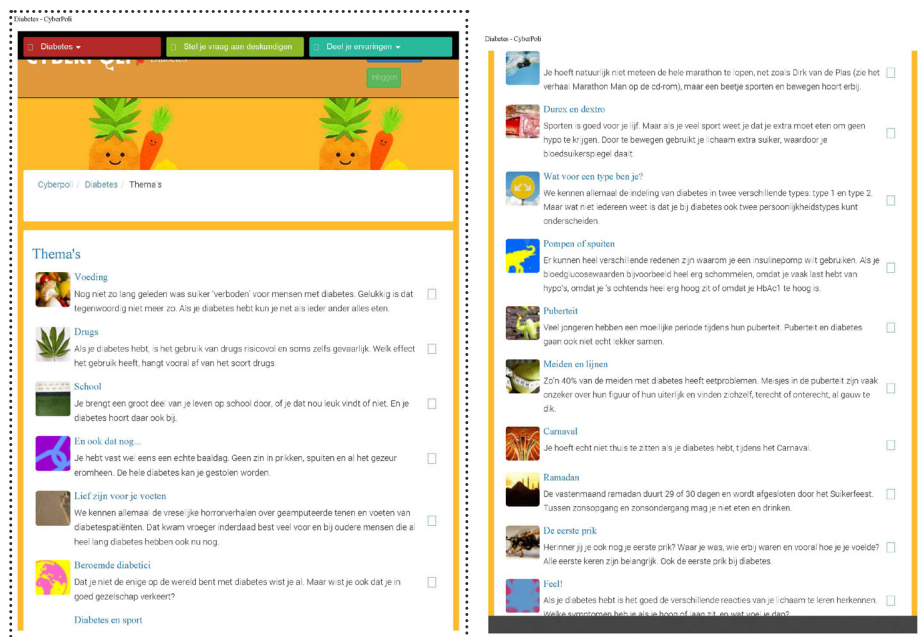 Diabetes - CyberPoli
Diabetes
Stel je vraag aan deskundigen
Deel je ervaringen
CYBERPOLI Diabetes
Inloggen
Cyberpoli / Diabetes / Thema's
Thema's
Voeding
Nog niet zo lang geleden was suiker 'verboden' voor mensen met diabetes. Gelukkig is dat
tegenwoordig niet meer zo. Als je diabetes hebt kun je net als ieder ander alles eten.
Drugs
Als je diabetes hebt, is het gebruik van drugs risicovol en soms zelfs gevaarlijk. Welk effect
het gebruik heeft, hangt vooral af van het soort drugs.
School
Je brengt een groot deel van je leven op school door, of je dat nou leuk vindt of niet. En je
diabetes hoort daar ook bij.
En ook dat nog...
Je hebt vast wel eens een echte baaldag. Geen zin in prikken, spuiten en al het gezeur
eromheen. De hele diabetes kan je gestolen worden.
Lief zijn voor je voeten
We kennen allemaal de vreselijke horrorverhalen over geamputeerde tenen en voeten van
diabetespatiënten. Dat kwam vroeger inderdaad best veel voor en bij oudere mensen die al
heel lang diabetes hebben ook nu nog.
Beroemde diabetici
Dat je niet de enige op de wereld bent met diabetes wist je al. Maar wist je ook dat je in
goed gezelschap verkeert?
Diabetes en sport
Diabetes - CyberPoli
Je hoeft natuurlijk niet meteen de hele marathon te lopen, net zoals Dirk van de Plas (zie het
verhaal Marathon Man op de cd-rom), maar een beetje sporten en bewegen hoort erbij.
Durex en dextro
Sporten is goed voor je lijf. Maar als je veel sport weet je dat je extra moet eten om geen
hypo te krijgen. Door te bewegen gebruikt je lichaam extra suiker, waardoor je
bloedsuikerspiegel daalt.
Wat voor een type ben je?
We kennen allemaal de indeling van diabetes in twee verschillende types: type 1 en type 2.
Maar wat niet iedereen weet is dat je bij diabetes ook twee persoonlijkheidstypes kunt
onderscheiden.
Pompen of spuiten
Er kunnen heel verschillende redenen zijn waarom je een insulinepomp wilt gebruiken. Als je
bloedglucosewaarden bijvoorbeeld heel erg schommelen, omdat je vaak last hebt van
hypo's, omdat je 's ochtends heel erg hoog zit of omdat je HbAc1 te hoog is.
Puberteit
Veel jongeren hebben een moeilijke periode tijdens hun puberteit. Puberteit en diabetes
gaan ook niet echt lekker samen.
Meiden en lijnen
Zo'n 40% van de meiden met diabetes heeft eetproblemen. Meisjes in de puberteit zijn vaak
onzeker over hun figuur of hun uiterlijk en vinden zichzelf, terecht of onterecht, al gauw te
dik.
Carnaval
Je hoeft echt niet thuis te zitten als je diabetes hebt, tijdens het Carnaval.
Ramadan
De vastenmaand ramadan duurt 29 of 30 dagen en wordt afgesloten door het Suikerfeest.
Tussen zonsopgang en zonsondergang mag je niet eten en drinken.
De eerste prik
Herinner jij je ook nog je eerste prik? Waar je was, wie erbij waren en vooral hoe je je voelde?
Alle eerste keren zijn belangrijk. Ook de eerste prik bij diabetes.
Feel!
Als je diabetes hebt is het goed de verschillende reacties van je lichaam te leren herkennen.
Welke symptomen heb je als je hoog of laag zit, en wat voel je dan?